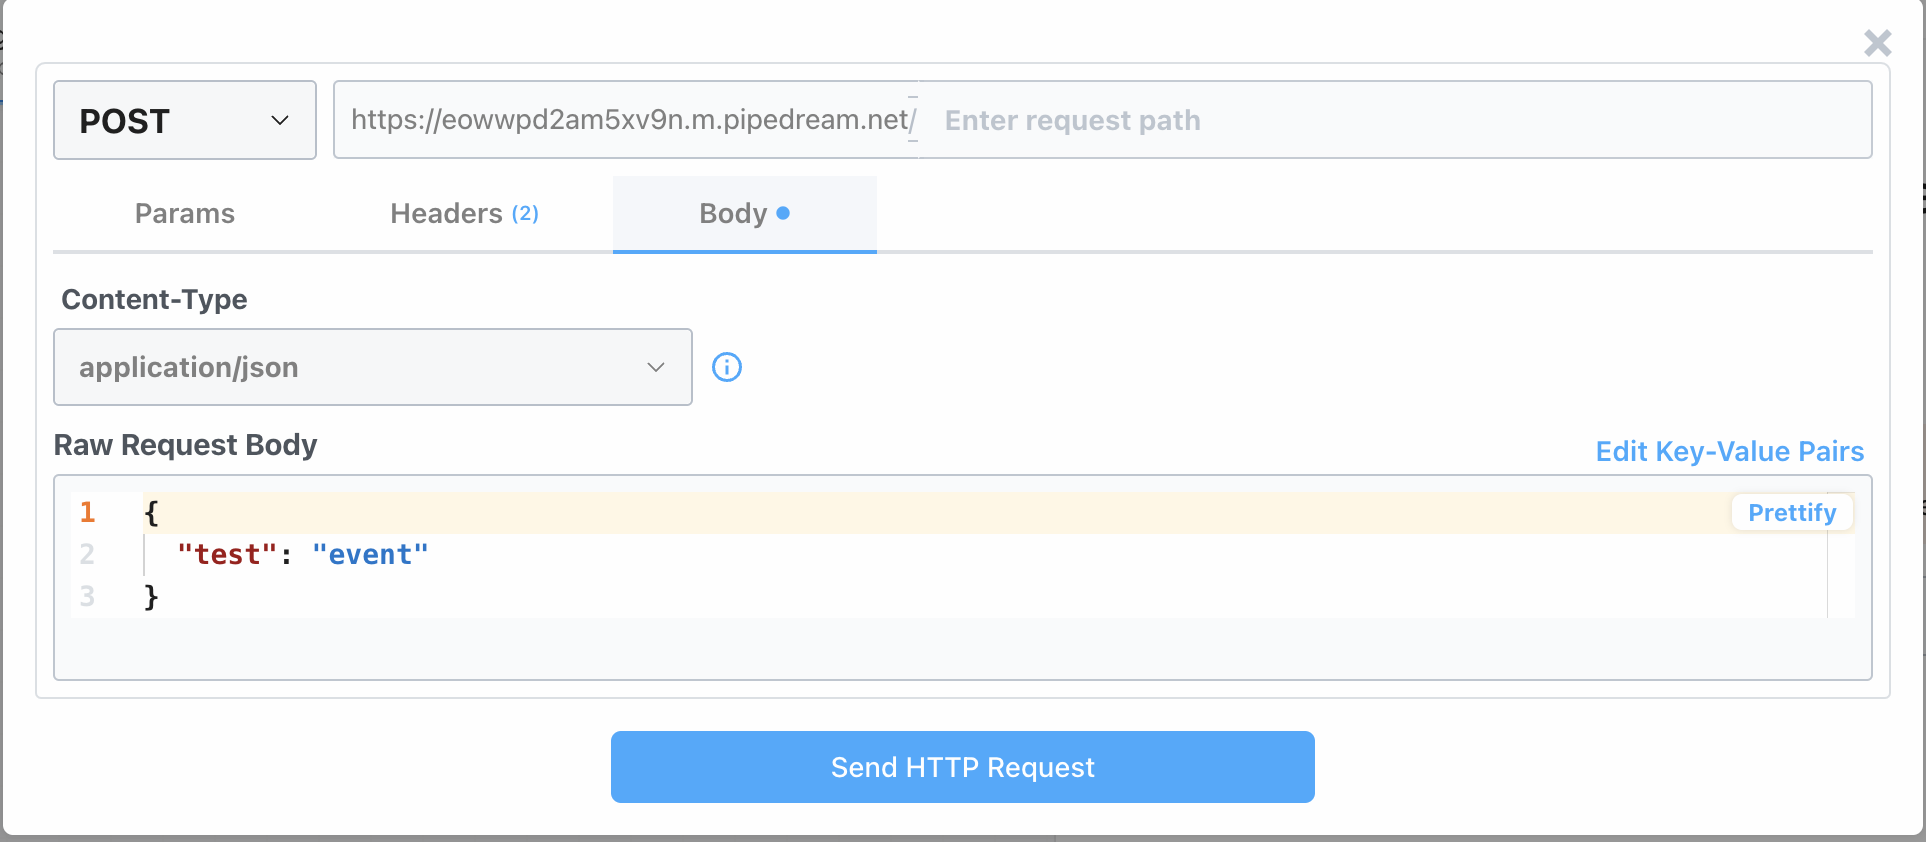 POST
https://eowwpd2am5xv9n.m.pipedream.net/ Enter request path
Params Headers (2) Body
Content-Type
application/json
Raw Request Body
Edit Key-Value Pairs
1 {
Prettify
2 "test": "event"
3 }
Send HTTP Request